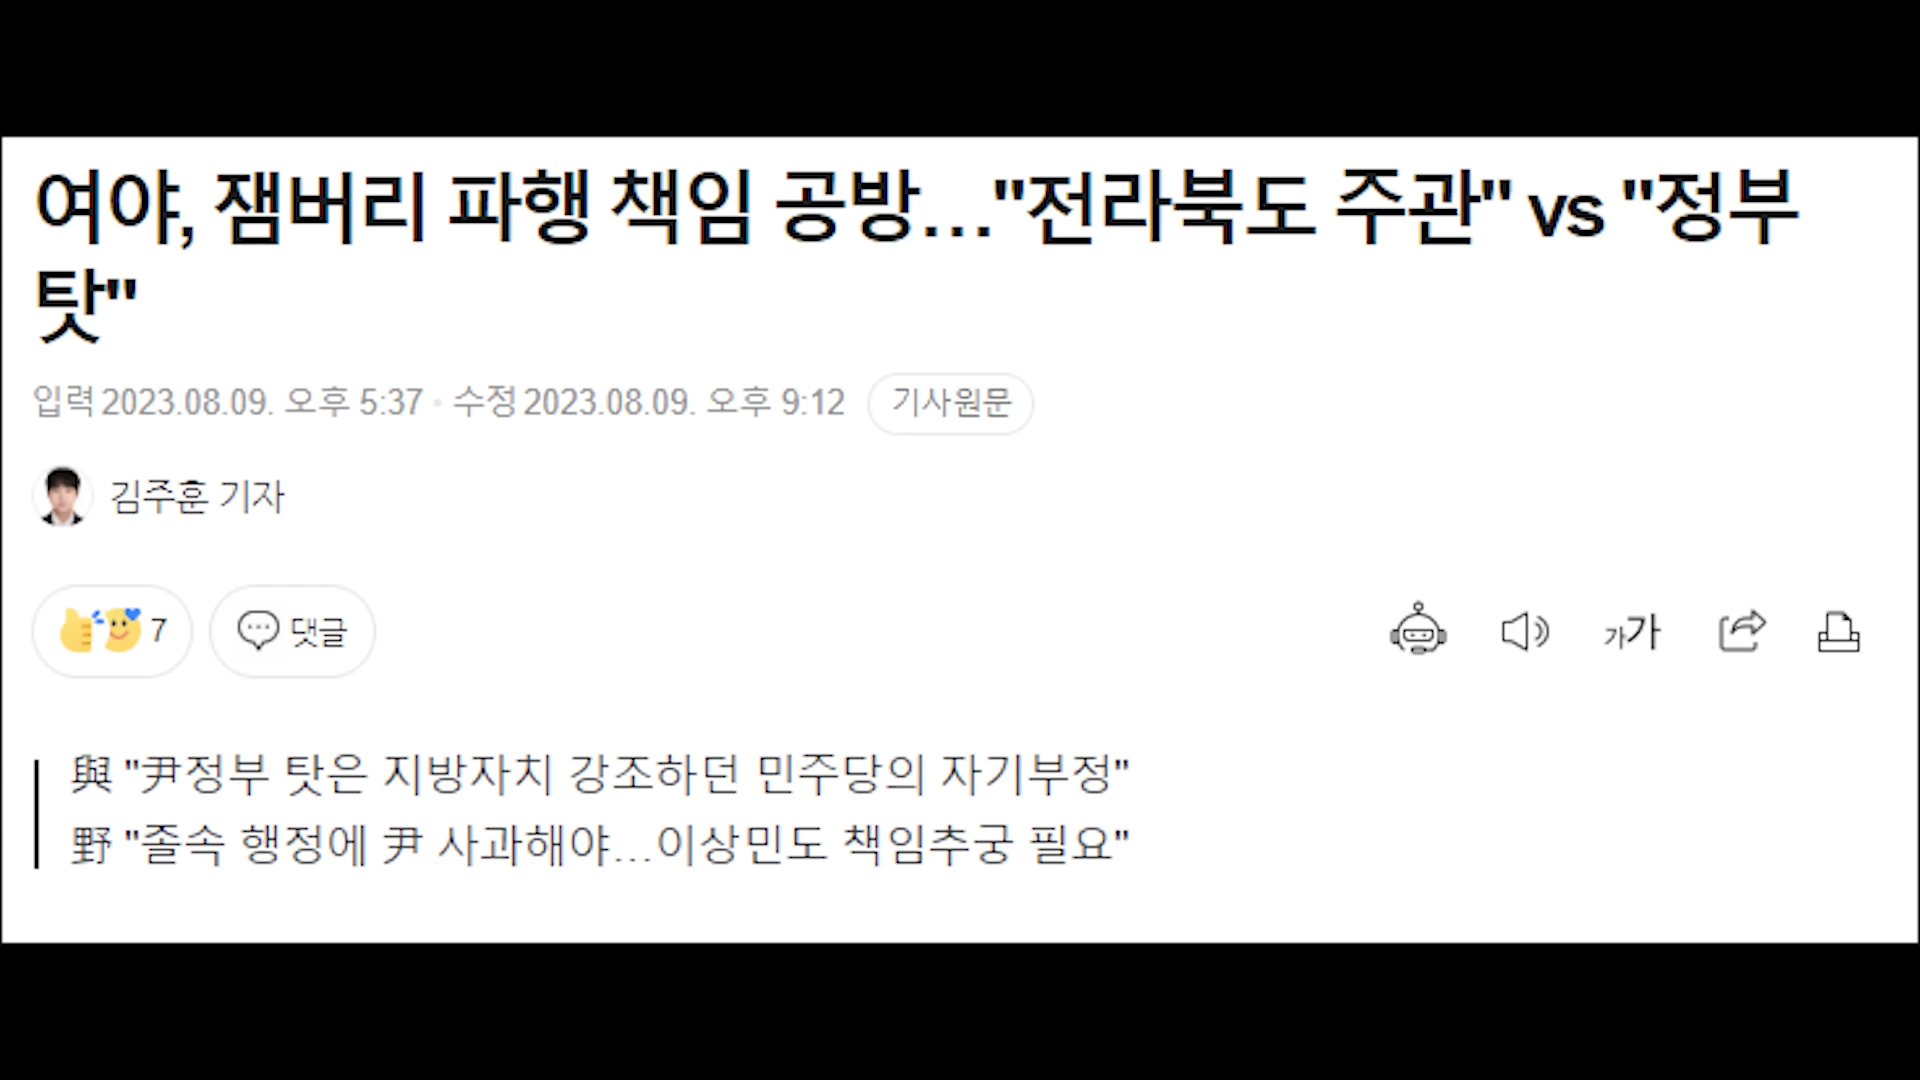 여야, 잼버리 파행 책임 공방…"전라북도 주관" vs "정부
탓"
입력 2023.08.09. 오후 5:37 · 수정 2023.08.09. 오후 9:12 기사원문
김주훈 기자
7 댓글 가가
與 "尹정부 탓은 지방자치 강조하던 민주당의 자기부정"
野 "졸속 행정에 尹 사과해야…이상민도 책임추궁 필요"